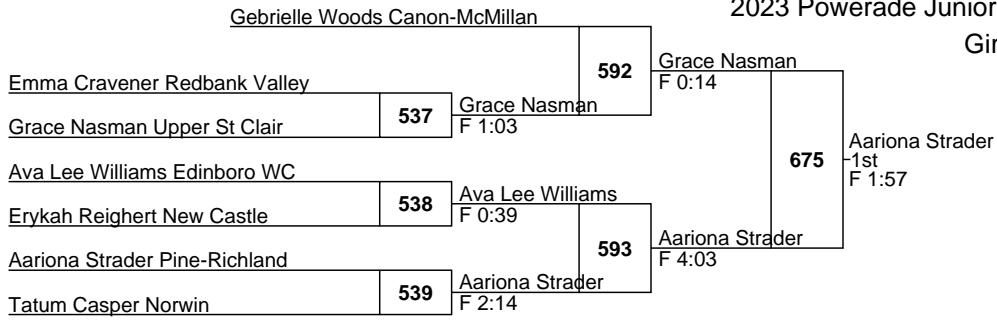 2023 Powerade Junior
Gir
Gebrielle Woods Canon-McMillan
592
Grace Nasman
F 0:14
Emma Cravener Redbank Valley
537
Grace Nasman
F 1:03
Grace Nasman Upper St Clair
675
Aariona Strader
1st
F 1:57
Ava Lee Williams Edinboro WC
538
Ava Lee Williams
F 0:39
Erykah Reighert New Castle
593
Aariona Strader
F 4:03
Aariona Strader Pine-Richland
539
Aariona Strader
F 2:14
Tatum Casper Norwin